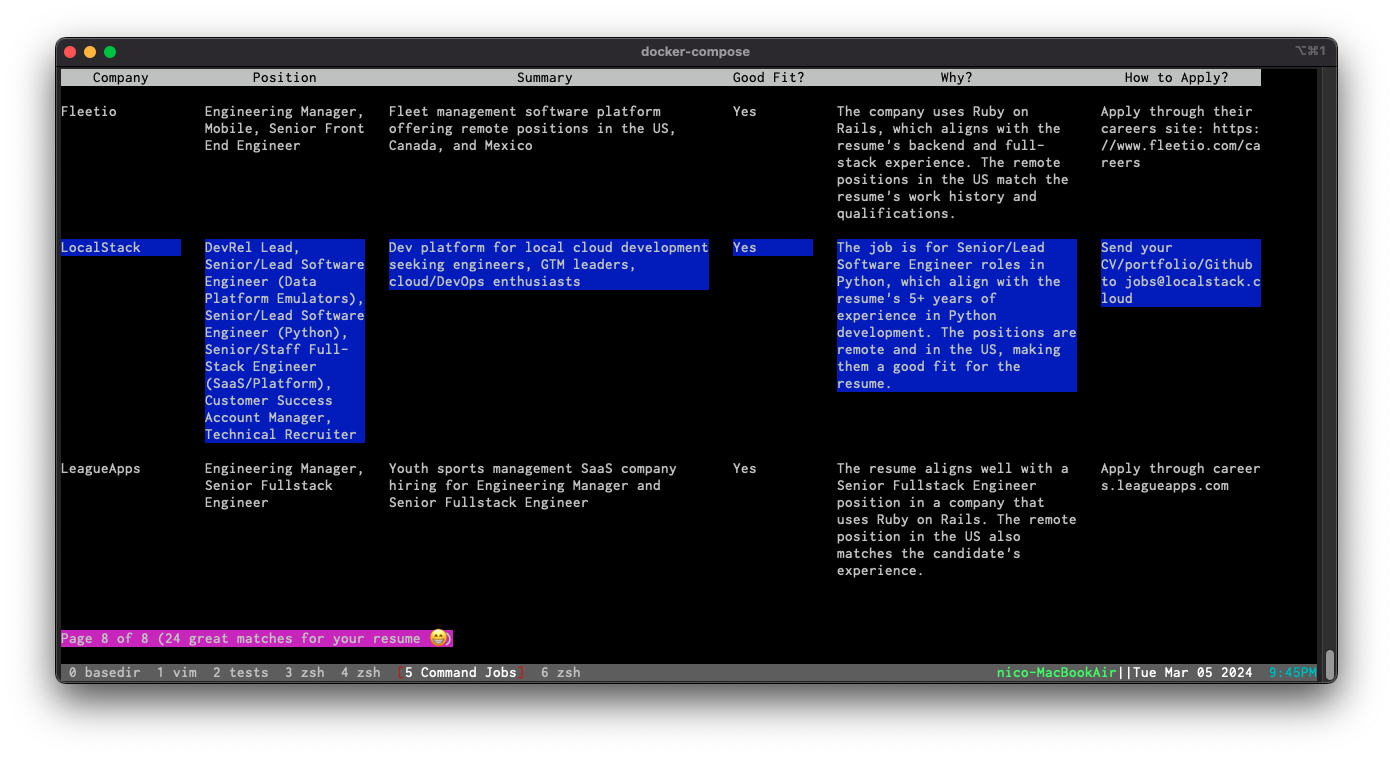 docker-compose
⌥⌘1
Company Position Summary Good Fit? Why? How to Apply?
Fleetio Engineering Manager, Fleet management software platform Yes The company uses Ruby on Apply through their
Mobile, Senior Front offering remote positions in the US, Rails, which aligns with the careers site: https:
End Engineer Canada, and Mexico resume's backend and full- //www.fleetio.com/ca
stack experience. The remote reers
positions in the US match the
resume's work history and
qualifications.
LocalStack DevRel Lead, Dev platform for local cloud development Yes The job is for Senior/Lead Send your
Senior/Lead Software seeking engineers, GTM leaders, Software Engineer roles in CV/portfolio/Github
Engineer (Data cloud/DevOps enthusiasts Python, which align with the to jobs@localstack.c
Platform Emulators), resume's 5+ years of loud
Senior/Lead Software experience in Python
Engineer (Python), development. The positions are
Senior/Staff Full- remote and in the US, making
Stack Engineer them a good fit for the
(SaaS/Platform), resume.
Customer Success
Account Manager,
Technical Recruiter
LeagueApps Engineering Manager, Youth sports management SaaS company Yes The resume aligns well with a Apply through career
Senior Fullstack hiring for Engineering Manager and Senior Fullstack Engineer s.leagueapps.com
Engineer Senior Fullstack Engineer position in a company that
uses Ruby on Rails. The remote
position in the US also
matches the candidate's
experience.
Page 8 of 8 (24 great matches for your resume 😁)
0 basedir 1 vim 2 tests 3 zsh 4 zsh [5 Command Jobs] 6 zsh nico-MacBookAir||Tue Mar 05 2024 9:45PM